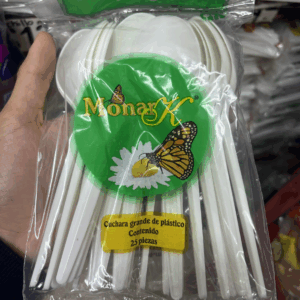 MonarK
Cuchara grande de plástico
Contenido
25 piezas